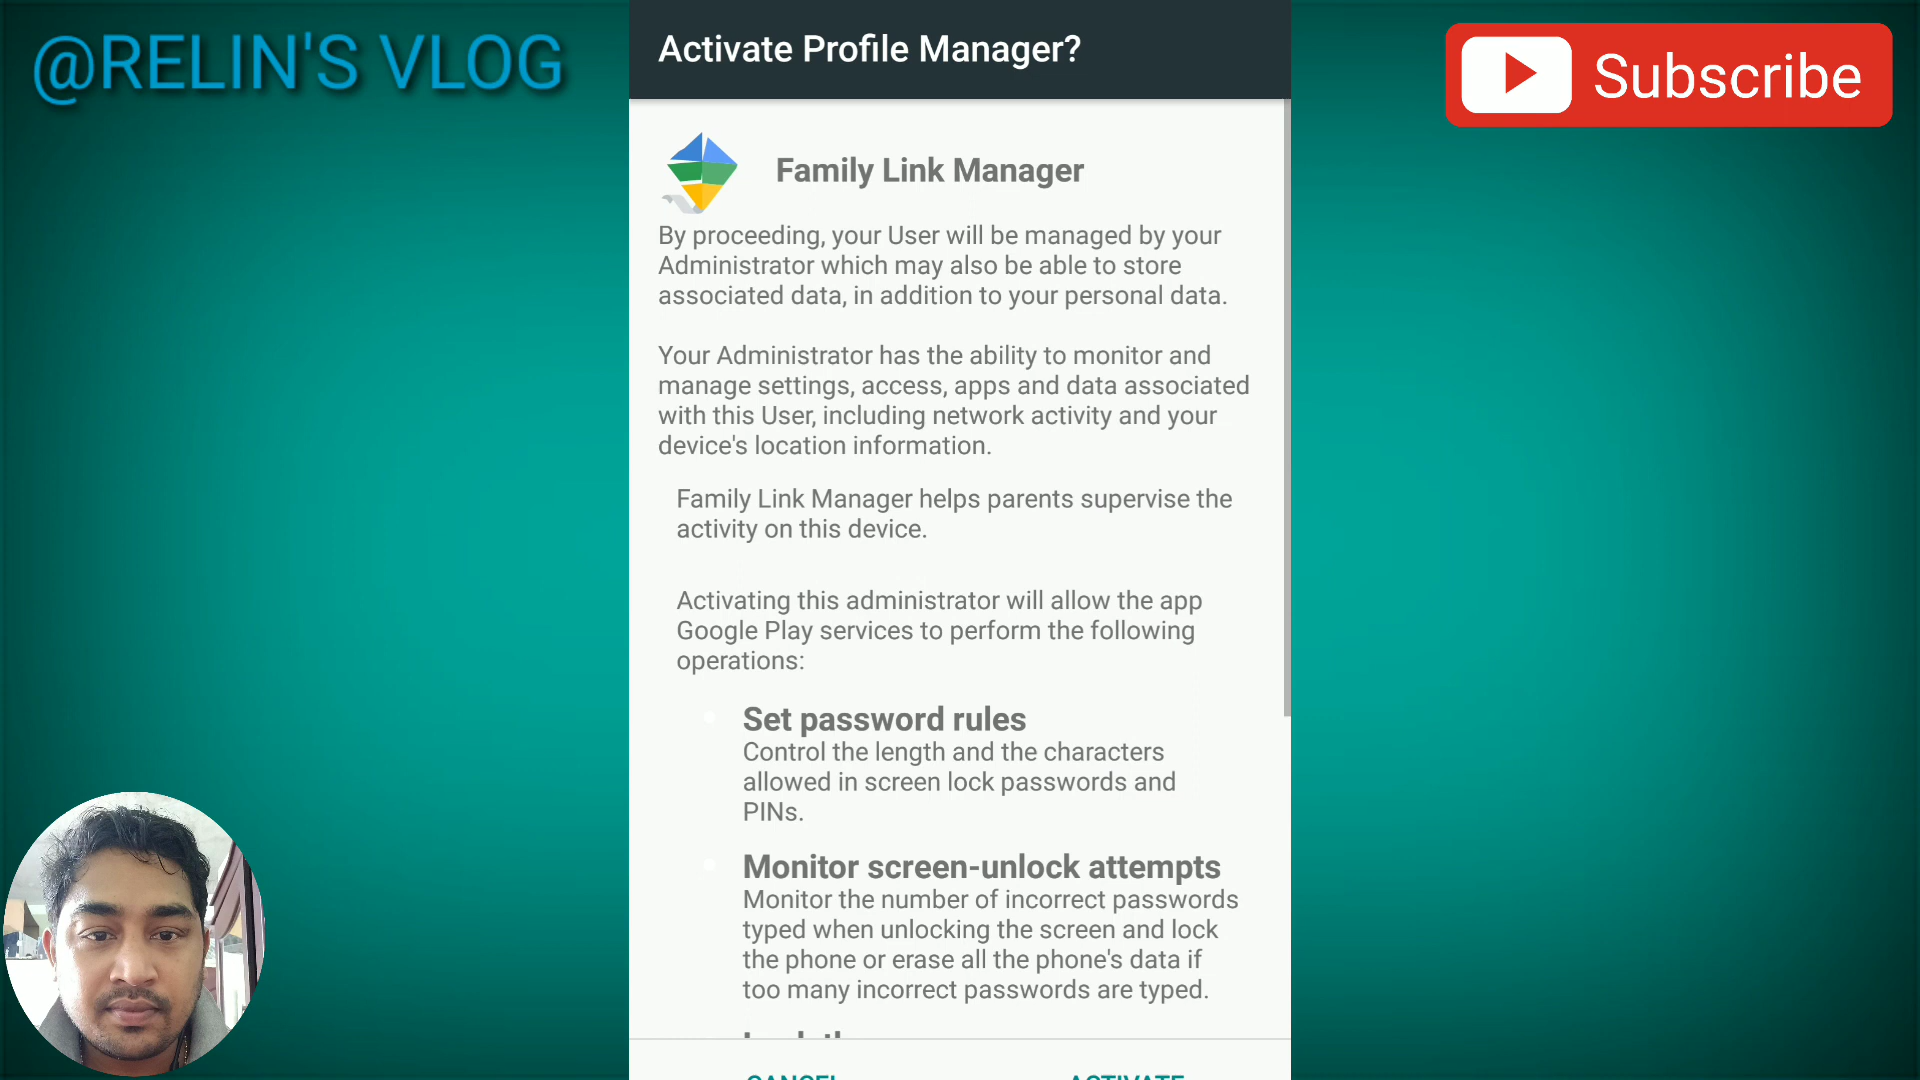 @RELIN'S VLOG
Activate Profile Manager?
Subscribe
Family Link Manager
By proceeding, your User will be managed by your
Administrator which may also be able to store
associated data, in addition to your personal data.
Your Administrator has the ability to monitor and
manage settings, access, apps and data associated
with this User, including network activity and your
device's location information.
Family Link Manager helps parents supervise the
activity on this device.
Activating this administrator will allow the app
Google Play services to perform the following
operations:
Set password rules
Control the length and the characters
allowed in screen lock passwords and
PINs.
Monitor screen-unlock attempts
Monitor the number of incorrect passwords
typed when unlocking the screen and lock
the phone or erase all the phone's data if
too many incorrect passwords are typed.
CANCEL
ACTIVATE